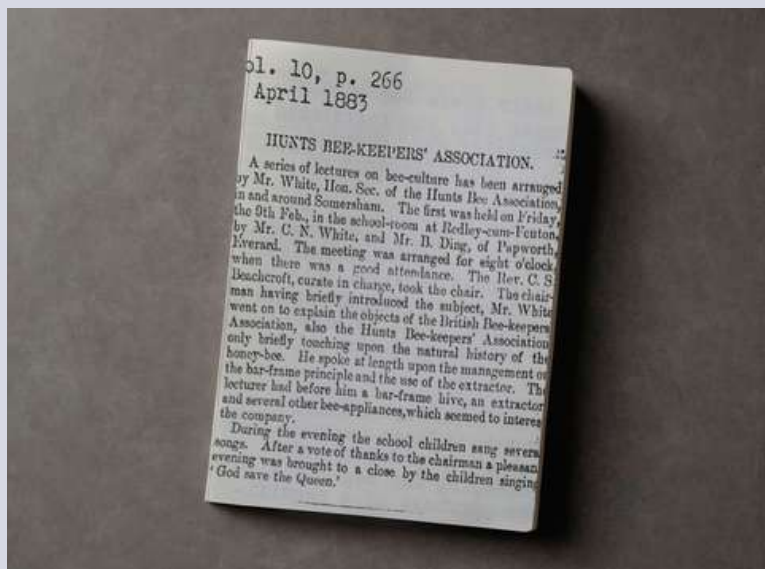 ol. 10, p. 266
April 1883
HUNTS BEE-KEEPERS' ASSOCIATION.
A series of lectures on bee-culture has been arranged
by Mr. White, Hon. Sec. of the Hunts Bee Association,
in and around Somersham. The first was held on Friday,
the 9th Feb., in the school-room at Redley-cum-Fenton,
by Mr. C. N. White, and Mr. B. Ding, of Papworth,
Everard. The meeting was arranged for eight o'clock
when there was a good attendance. The Rev. C. S
Beachcroft, curate in charge, took the chair. The chair-
man having briefly introduced the subject, Mr. White
went on to explain the objects of the British Bee-keepers
Association, also the Hunts Bee-keepers' Association
only briefly touching upon the natural history of the
honey-bee. He spoke at length upon the management o
the bar-frame principle and the use of the extractor. Th
lecturer had before him a bar-frame hive, an extractor
and several other bee-appliances, which seemed to interes
the company.
During the evening the school children sang severa
songs. After a vote of thanks to the chairman a pleasan
evening was brought to a close by the children singing
'God save the Queen.'